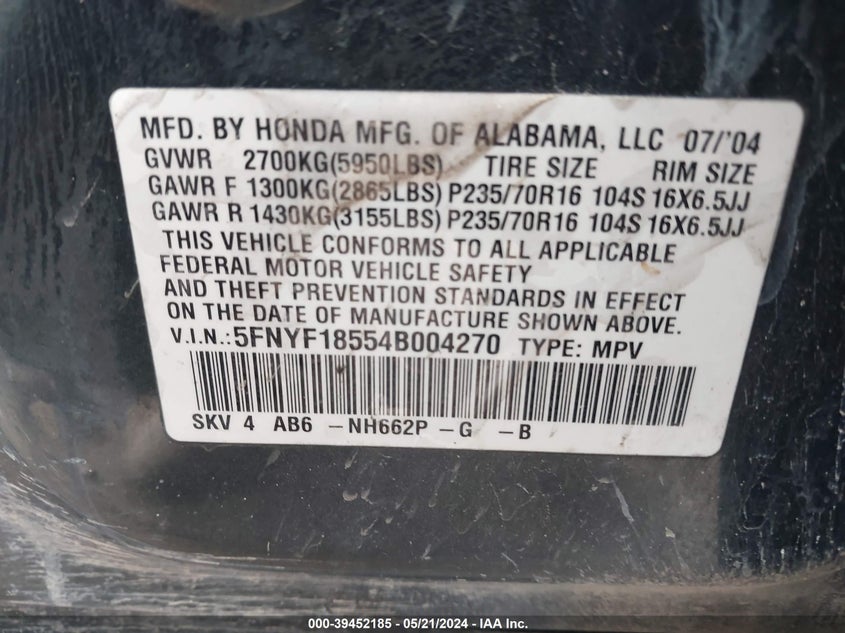 MFD. BY HONDA MFG. OF ALABAMA, LLC 07/'04
GVWR 2700KG(5950LBS) TIRE SIZE RIM SIZE
GAWR F 1300KG(2865LBS) P235/70R16 104S 16X6.5JJ
GAWR R 1430KG(3155LBS) P235/70R16 104S 16X6.5JJ
THIS VEHICLE CONFORMS TO ALL APPLICABLE
FEDERAL MOTOR VEHICLE SAFETY
AND THEFT PREVENTION STANDARDS IN EFFECT
ON THE DATE OF MANUFACTURE SHOWN ABOVE.
V.I.N.: 5FNYF18554B004270 TYPE: MPV
SKV 4 AB6 -NH662P -G -B
000-39452185 - 05/21/2024 - IAA Inc.